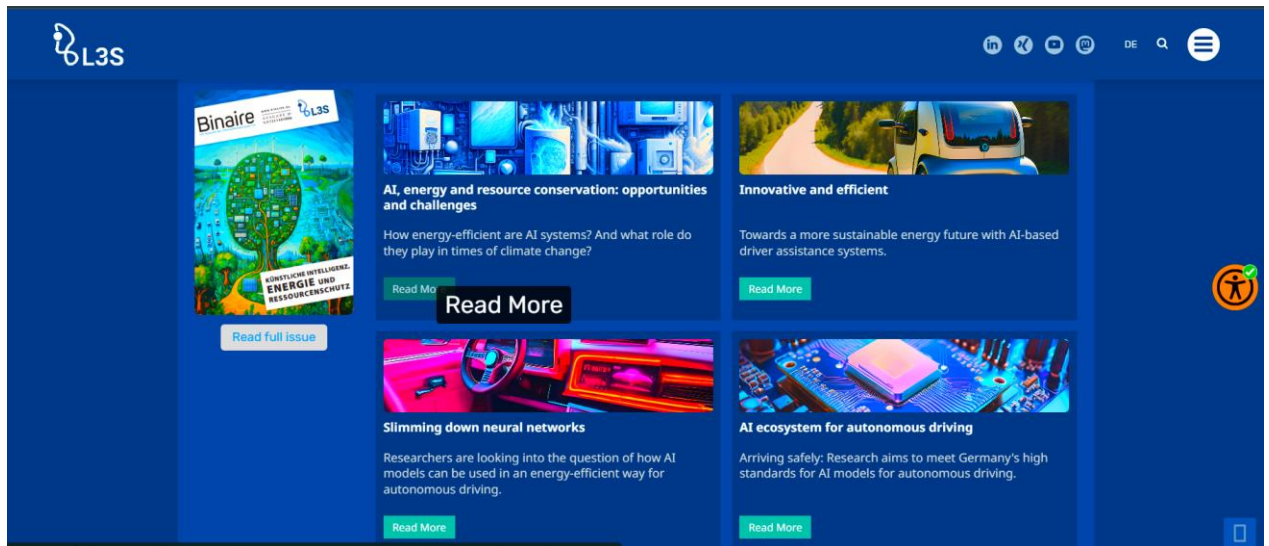 L3S
DE
Binaire
L3S
KÜNSTLICHE INTELLIGENZ,
ENERGIE UND
RESSOURCENSCHUTZ
Read full issue
AI, energy and resource conservation: opportunities
and challenges
How energy-efficient are AI systems? And what role do
they play in times of climate change?
Read More
Innovative and efficient
Towards a more sustainable energy future with AI-based
driver assistance systems.
Read More
Slimming down neural networks
Researchers are looking into the question of how AI
models can be used in an energy-efficient way for
autonomous driving.
Read More
AI ecosystem for autonomous driving
Arriving safely: Research aims to meet Germany's high
standards for AI models for autonomous driving.
Read More